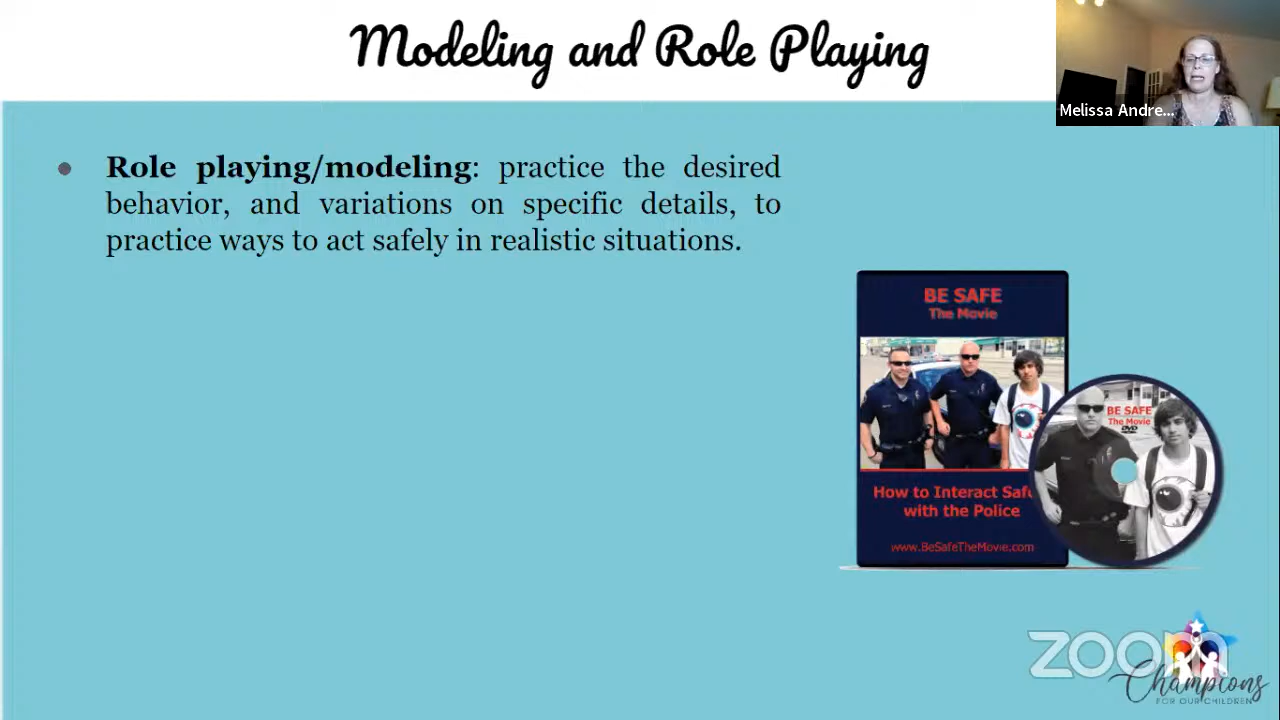 Modeling and Role Playing
Melissa Andre...
● Role playing/modeling: practice the desired
behavior, and variations on specific details, to
practice ways to act safely in realistic situations.
BE SAFE
The Movie
How to Interact Safe
with the Police
www.BeSafeTheMovie.com
BE SAFE
The Movie
DVD
zoom
Champions
FOR OUR CHILDREN